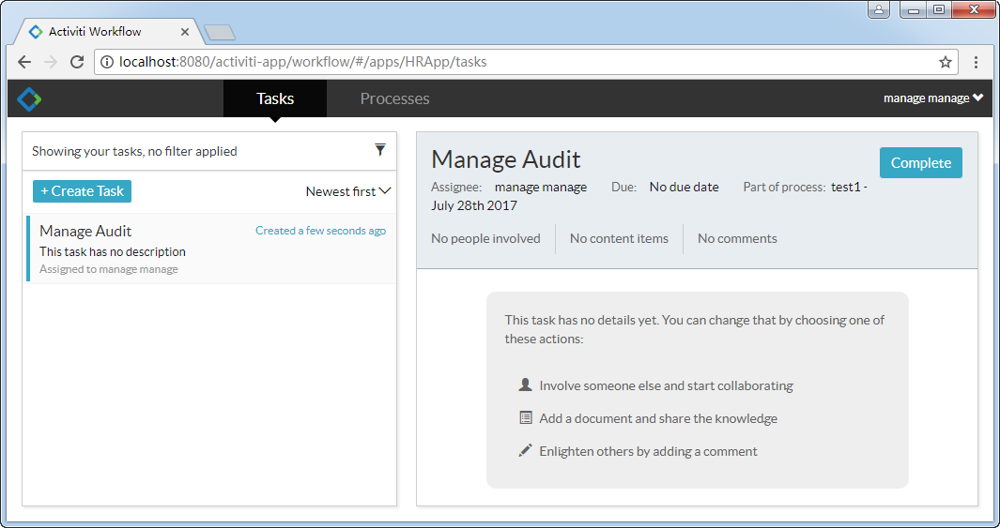 Activiti Workflow
localhost:8080/activiti-app/workflow/#/apps/HRApp/tasks
Tasks
Processes
manage manage
Showing your tasks, no filter applied
+ Create Task
Newest first
Manage Audit
Created a few seconds ago
This task has no description
Assigned to manage manage
Manage Audit
Complete
Assignee: manage manage Due: No due date Part of process: test1 -
July 28th 2017
No people involved
No content items
No comments
This task has no details yet. You can change that by choosing one of
these actions:
Involve someone else and start collaborating
Add a document and share the knowledge
Enlighten others by adding a comment